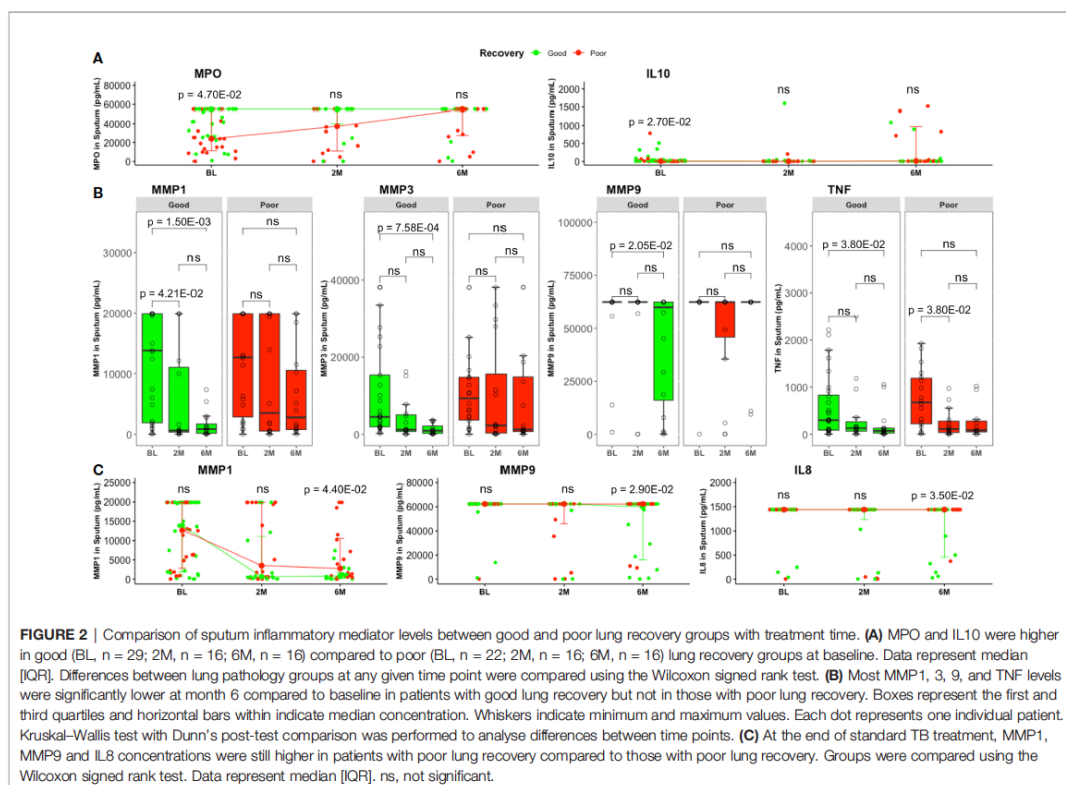 A
Recovery Good Poor
MPO
IL10
MPO in Sputum (pg/mL)
60000
40000
20000
0
p = 4.70E-02
ns
ns
BL
2M
6M
IL10 in Sputum (pg/mL)
2000
1500
1000
500
0
p = 2.70E-02
ns
ns
BL
2M
6M
B
MMP1
MMP3
MMP9
TNF
Good
Poor
Good
Poor
Good
Poor
Good
Poor
MMP1 in Sputum (pg/mL)
30000
20000
10000
0
p = 1.50E-03
ns
p = 4.21E-02
ns
ns
ns
BL 2M 6M
BL 2M 6M
MMP3 in Sputum (pg/mL)
40000
20000
0
p = 7.58E-04
ns
ns
ns
ns
ns
BL 2M 6M
BL 2M 6M
MMP9 in Sputum (pg/mL)
100000
75000
50000
25000
0
p = 2.05E-02
ns
ns
ns
ns
ns
BL 2M 6M
BL 2M 6M
TNF in Sputum (pg/mL)
4000
3000
2000
1000
0
p = 3.80E-02
ns
ns
ns
ns
p = 3.80E-02
BL 2M 6M
BL 2M 6M
C
MMP1
MMP9
IL8
MMP1 in Sputum (pg/mL)
25000
20000
15000
10000
5000
0
ns
ns
p = 4.40E-02
BL
2M
6M
MMP9 in Sputum (pg/mL)
80000
60000
40000
20000
0
ns
ns
p = 2.90E-02
BL
2M
6M
IL8 in Sputum (pg/mL)
2000
1500
1000
500
0
ns
ns
p = 3.50E-02
BL
2M
6M
FIGURE 2 | Comparison of sputum inflammatory mediator levels between good and poor lung recovery groups with treatment time. (A) MPO and IL10 were higher
in good (BL, n = 29; 2M, n = 16; 6M, n = 16) compared to poor (BL, n = 22; 2M, n = 16; 6M, n = 16) lung recovery groups at baseline. Data represent median
[IQR]. Differences between lung pathology groups at any given time point were compared using the Wilcoxon signed rank test. (B) Most MMP1, 3, 9, and TNF levels
were significantly lower at month 6 compared to baseline in patients with good lung recovery but not in those with poor lung recovery. Boxes represent the first and
third quartiles and horizontal bars within indicate median concentration. Whiskers indicate minimum and maximum values. Each dot represents one individual patient.
Kruskal–Wallis test with Dunn's post-test comparison was performed to analyse differences between time points. (C) At the end of standard TB treatment, MMP1,
MMP9 and IL8 concentrations were still higher in patients with poor lung recovery compared to those with poor lung recovery. Groups were compared using the
Wilcoxon signed rank test. Data represent median [IQR]. ns, not significant.